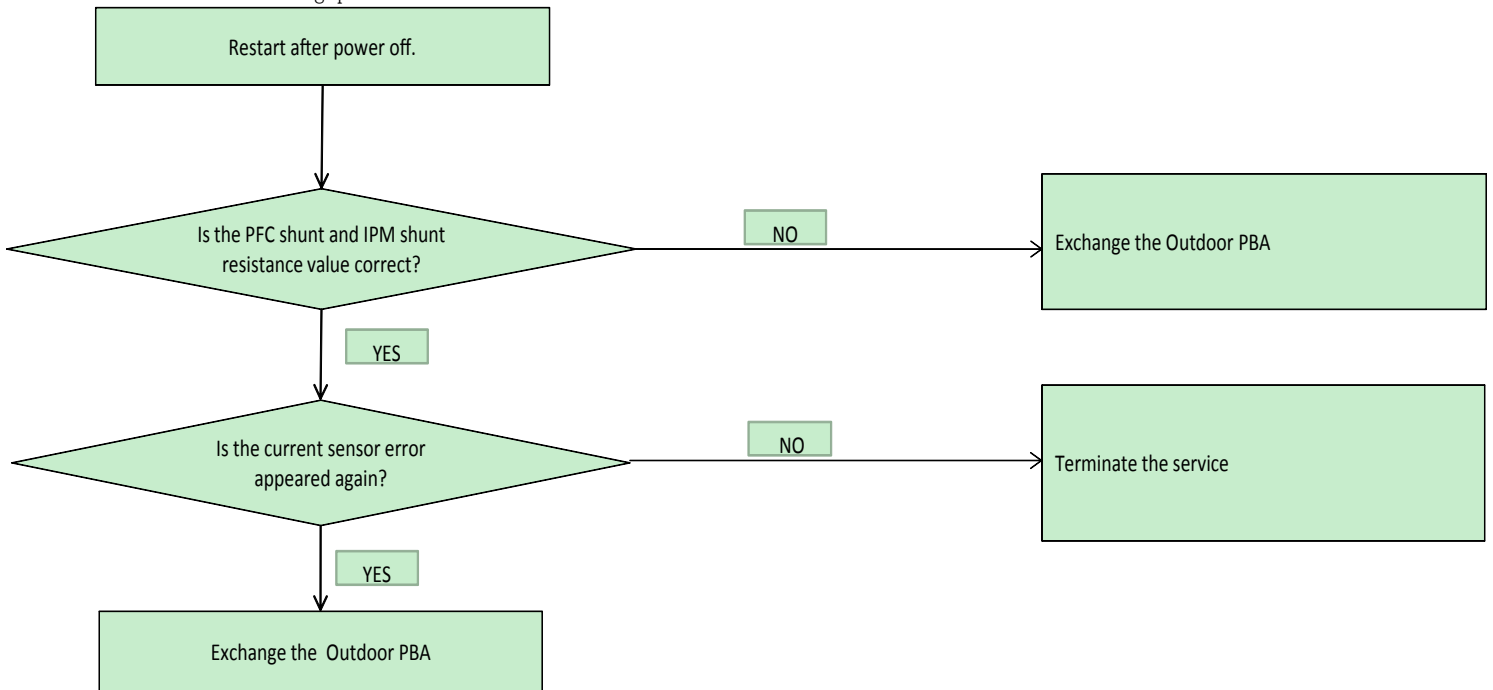 Restart after power off.
Is the PFC shunt and IPM shunt
resistance value correct?
NO
Exchange the Outdoor PBA
YES
Is the current sensor error
appeared again?
NO
Terminate the service
YES
Exchange the  Outdoor PBA